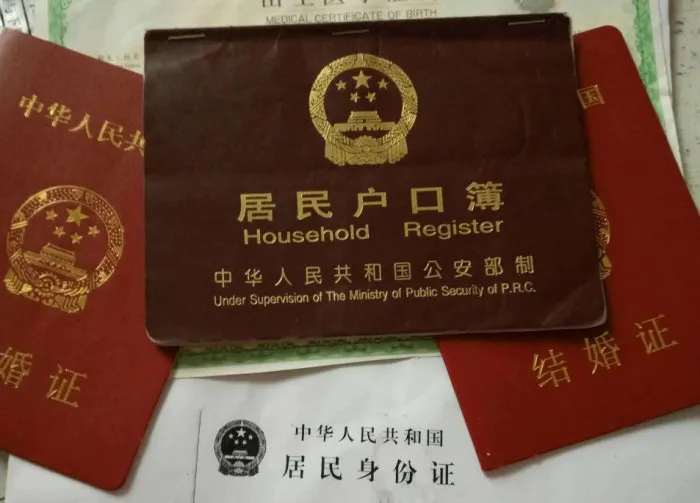 MEDICAL CERTIFICATE OF BIRTH
中华人民共
婚证
居民户口簿
Household Register
中华人民共和国公安部制
Under Supervision of The Ministry of Public Security of P.R.C.
国
结婚证
中华人民共和国
居民身份证